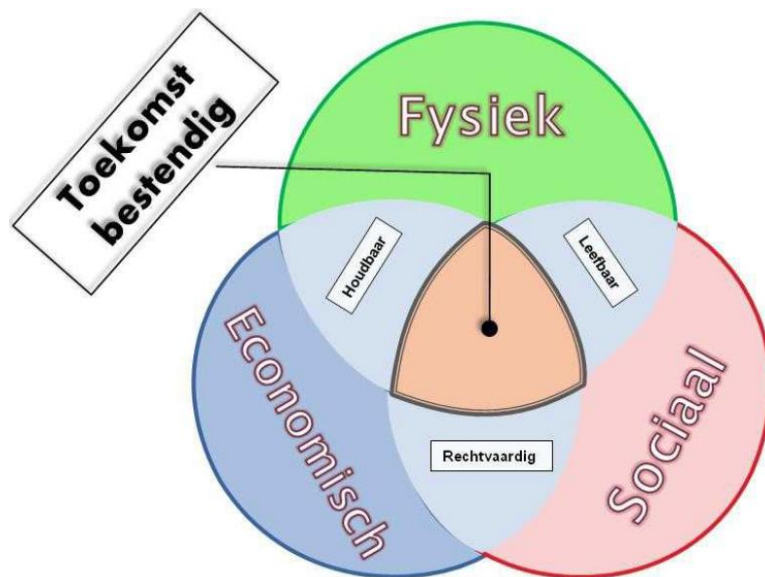 Toekomst
bestendig
Fysiek
Houdbaar
Leefbaar
Economisch
Sociaal
Rechtvaardig